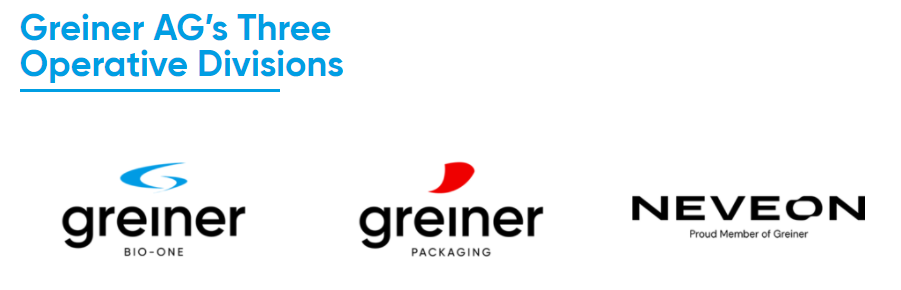 Greiner AG’s Three
Operative Divisions
greiner
BIO-ONE
greiner
PACKAGING
NEVEON
Proud Member of Greiner